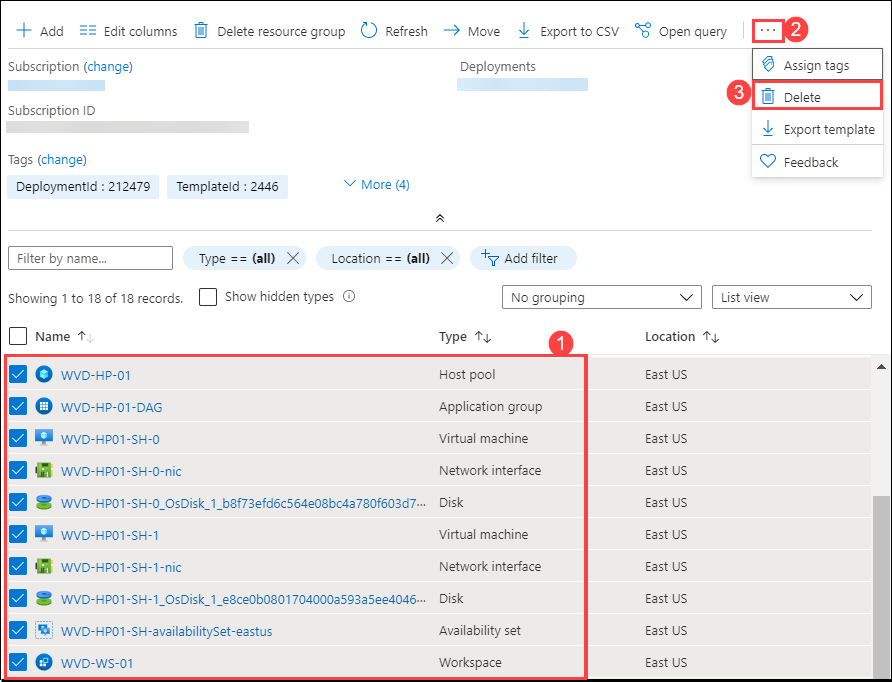 Add Edit columns Delete resource group Refresh Move Export to CSV Open query ... 2
Subscription (change) Deployments Assign tags
3 Delete
Subscription ID
Export template
Tags (change) Feedback
DeploymentId : 212479 TemplateId : 2446 More (4)
Filter by name... Type == (all) Location == (all) Add filter
Showing 1 to 18 of 18 records. Show hidden types No grouping List view
Name Type Location
1
WVD-HP-01 Host pool East US
WVD-HP-01-DAG Application group East US
WVD-HP01-SH-0 Virtual machine East US
WVD-HP01-SH-0-nic Network interface East US
WVD-HP01-SH-0_OsDisk_1_b8f73efd6c564e08bc4a780f603d7... Disk East US
WVD-HP01-SH-1 Virtual machine East US
WVD-HP01-SH-1-nic Network interface East US
WVD-HP01-SH-1_OsDisk_1_e8ce0b0801704000a593a5ee4046... Disk East US
WVD-HP01-SH-availabilitySet-eastus Availability set East US
WVD-WS-01 Workspace East US